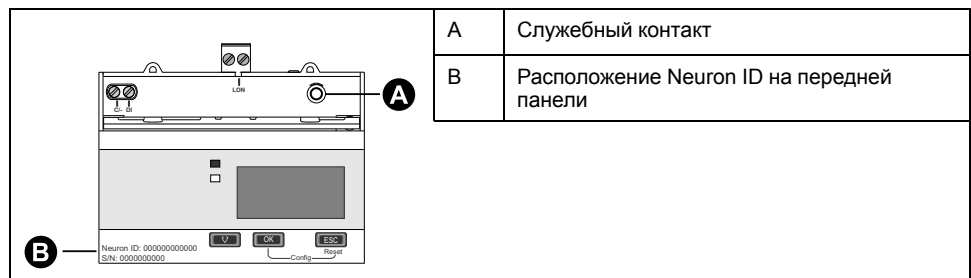 LON
C/– DI
A
Neuron ID: 000000000000
S/N: 0000000000
OK
ESC
Reset
Config
B
A Служебный контакт
B Расположение Neuron ID на передней
панели